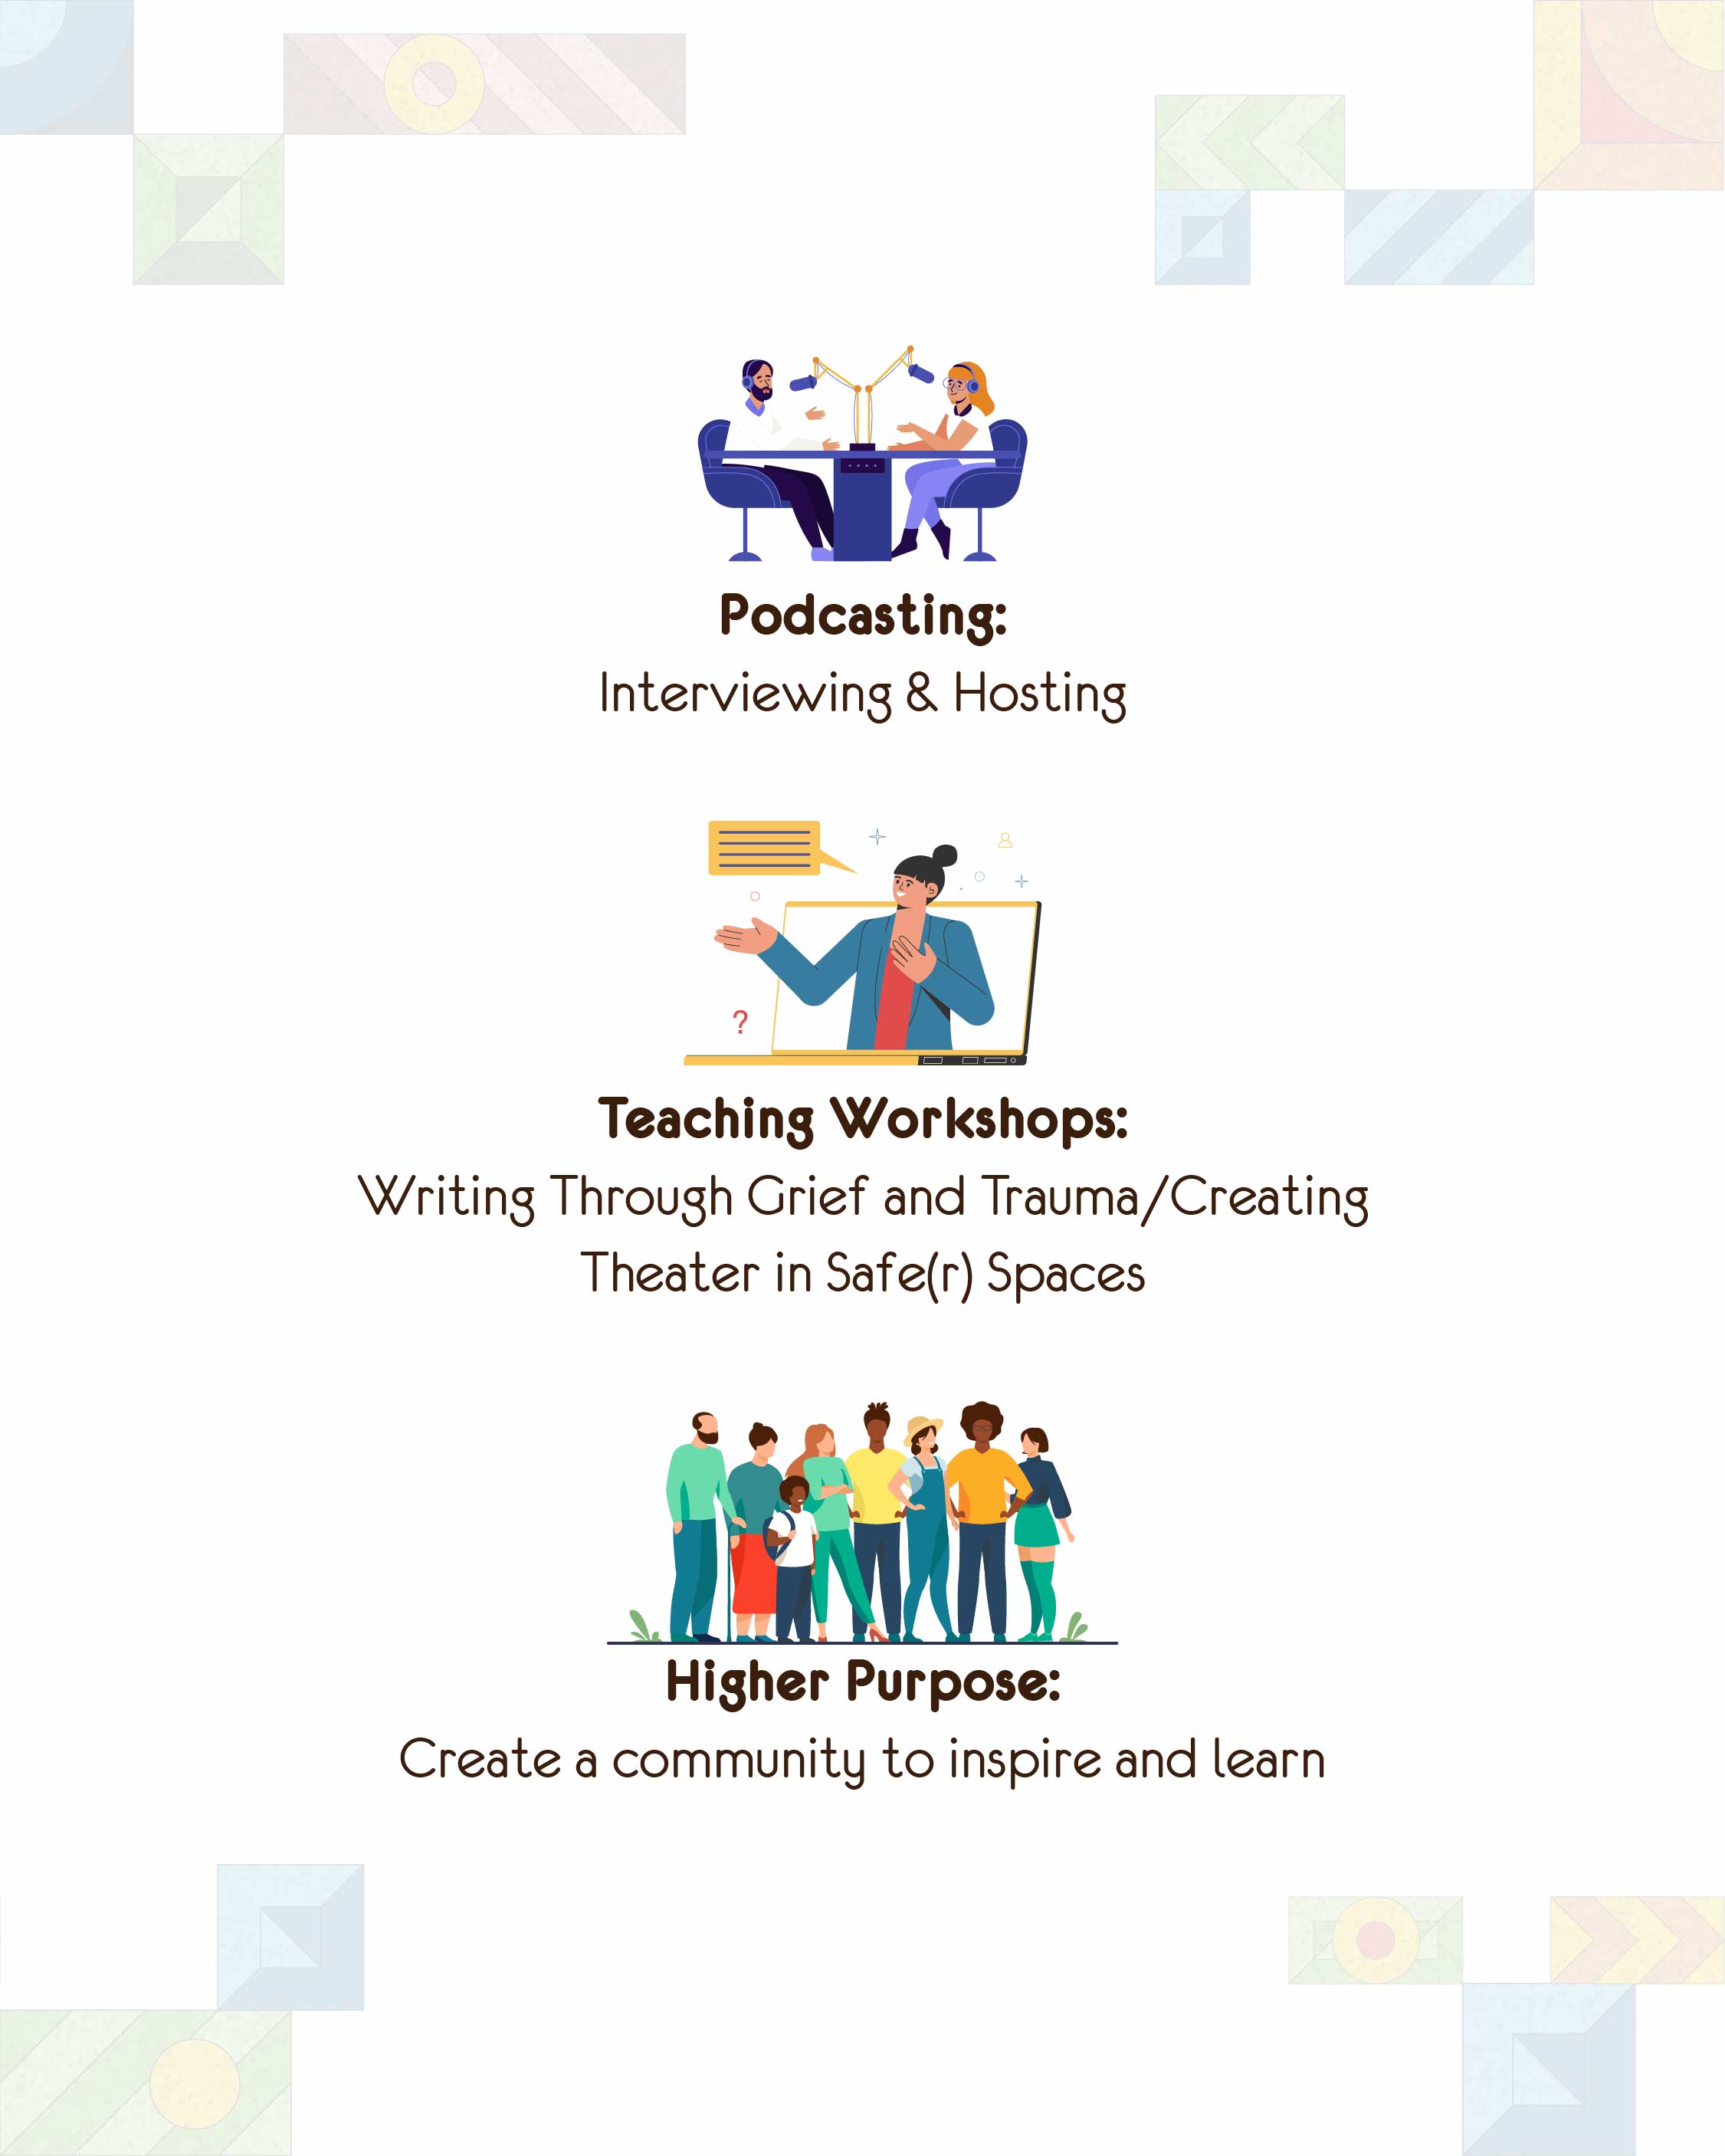 Podcasting:
Interviewing & Hosting
?
Teaching Workshops:
Writing Through Grief and Trauma/Creating
Theater in Safe(r) Spaces
Higher Purpose:
Create a community to inspire and learn